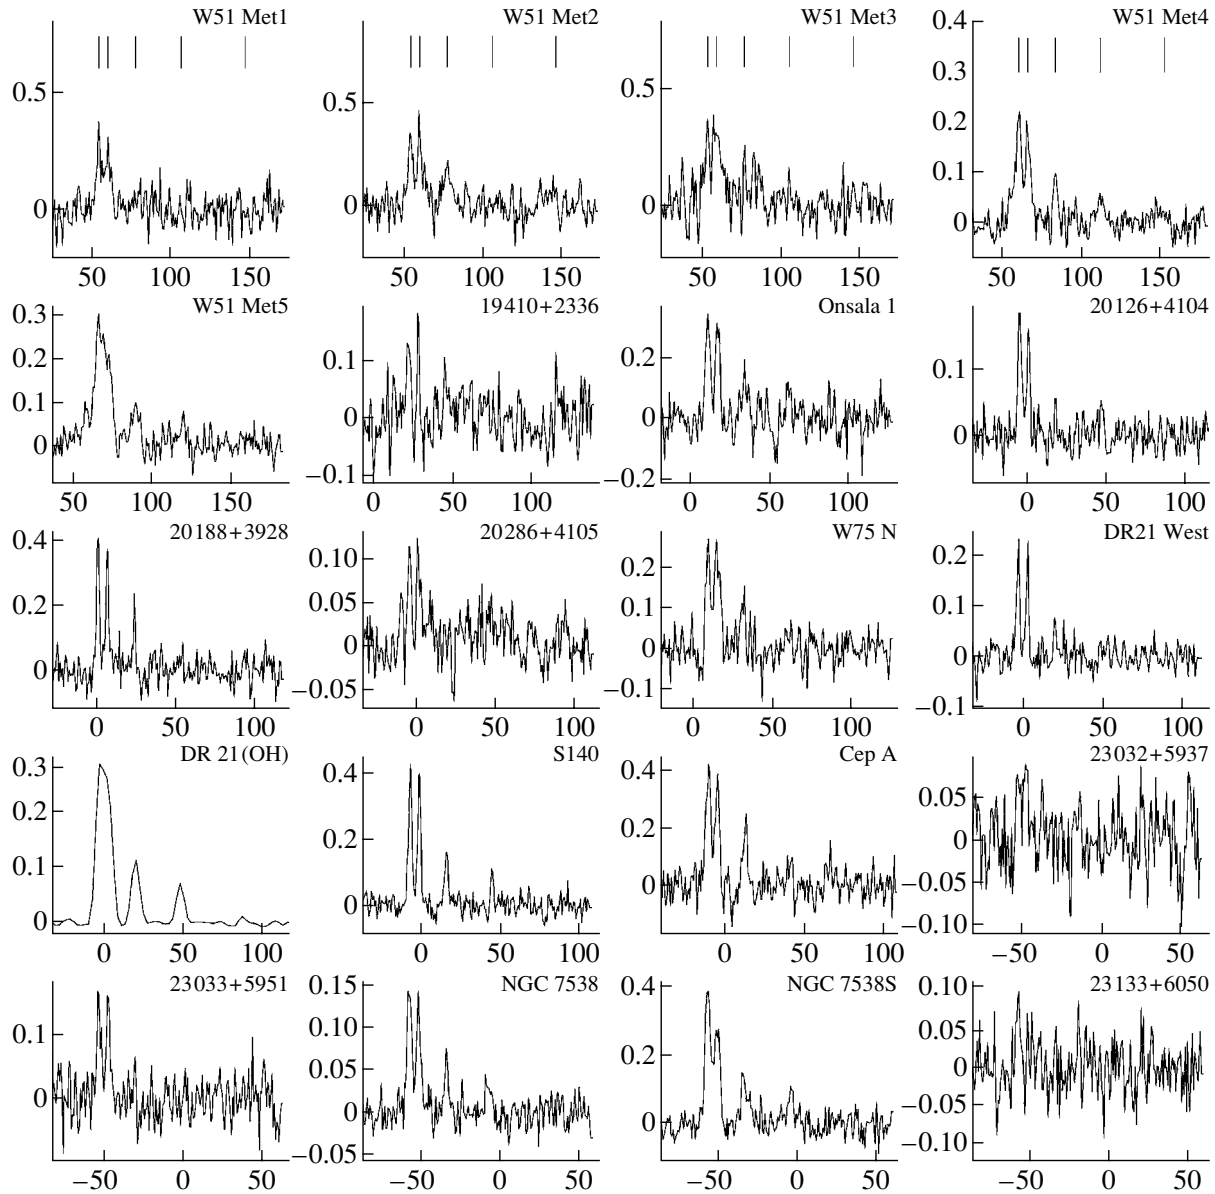 W51 Met1
0.5
0
50 100 150
W51 Met2
0.5
0
50 100 150
W51 Met3
0.5
0
50 100 150
W51 Met4
0.4
0.3
0.2
0.1
0
50 100 150
W51 Met5
0.3
0.2
0.1
0
50 100 150
19410+2336
0.1
0
−0.1
0 50 100
Onsala 1
0.2
0
−0.2
0 50 100
20126+4104
0.1
0
0 50 100
20188+3928
0.4
0.2
0
0 50 100
20286+4105
0.10
0.05
0
−0.05
0 50 100
W75 N
0.2
0.1
0
−0.1
0 50 100
DR21 West
0.2
0.1
0
−0.1
0 50 100
DR 21(OH)
0.3
0.2
0.1
0
0 50 100
S140
0.4
0.2
0
0 50 100
Cep A
0.4
0.2
0
0 50 100
23032+5937
0.05
0
−0.05
−0.10
−50 0 50
23033+5951
0.1
0
−50 0 50
NGC 7538
0.15
0.10
0.05
0
−0.05
−50 0 50
NGC 7538S
0.4
0.2
0
−50 0 50
23133+6050
0.10
0.05
0
−0.05
−0.10
−50 0 50